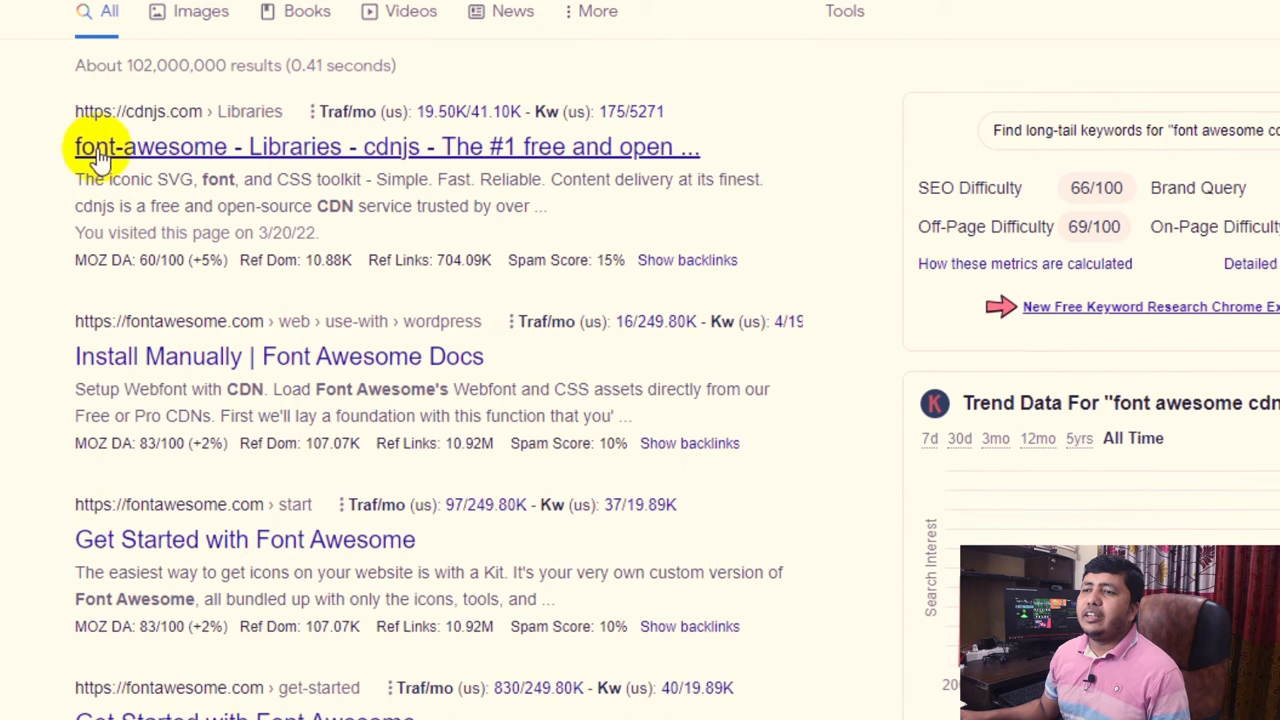 All Images Books Videos News More Tools
About 102,000,000 results (0.41 seconds)
https://cdnjs.com › Libraries Traf/mo (us): 19.50K/41.10K - Kw (us): 175/5271
font-awesome - Libraries - cdnjs - The #1 free and open ...
The iconic SVG, font, and CSS toolkit - Simple. Fast. Reliable. Content delivery at its finest.
cdnjs is a free and open-source CDN service trusted by over ...
You visited this page on 3/20/22.
MOZ DA: 60/100 (+5%) Ref Dom: 10.88K Ref Links: 704.09K Spam Score: 15% Show backlinks
https://fontawesome.com › web › use-with › wordpress Traf/mo (us): 16/249.80K - Kw (us): 4/19
Install Manually | Font Awesome Docs
Setup Webfont with CDN. Load Font Awesome's Webfont and CSS assets directly from our
Free or Pro CDNs. First we'll lay a foundation with this function that you' ...
MOZ DA: 83/100 (+2%) Ref Dom: 107.07K Ref Links: 10.92M Spam Score: 10% Show backlinks
https://fontawesome.com › start Traf/mo (us): 97/249.80K - Kw (us): 37/19.89K
Get Started with Font Awesome
The easiest way to get icons on your website is with a Kit. It's your very own custom version of
Font Awesome, all bundled up with only the icons, tools, and ...
MOZ DA: 83/100 (+2%) Ref Dom: 107.07K Ref Links: 10.92M Spam Score: 10% Show backlinks
https://fontawesome.com › get-started Traf/mo (us): 830/249.80K - Kw (us): 40/19.89K
Get Started with Font Awesome
Find long-tail keywords for "font awesome cd
SEO Difficulty 66/100 Brand Query
Off-Page Difficulty 69/100 On-Page Difficulty
How these metrics are calculated Detailed
New Free Keyword Research Chrome Ex
K Trend Data For "font awesome cdn
7d 30d 3mo 12mo 5yrs All Time
Search Interest
20